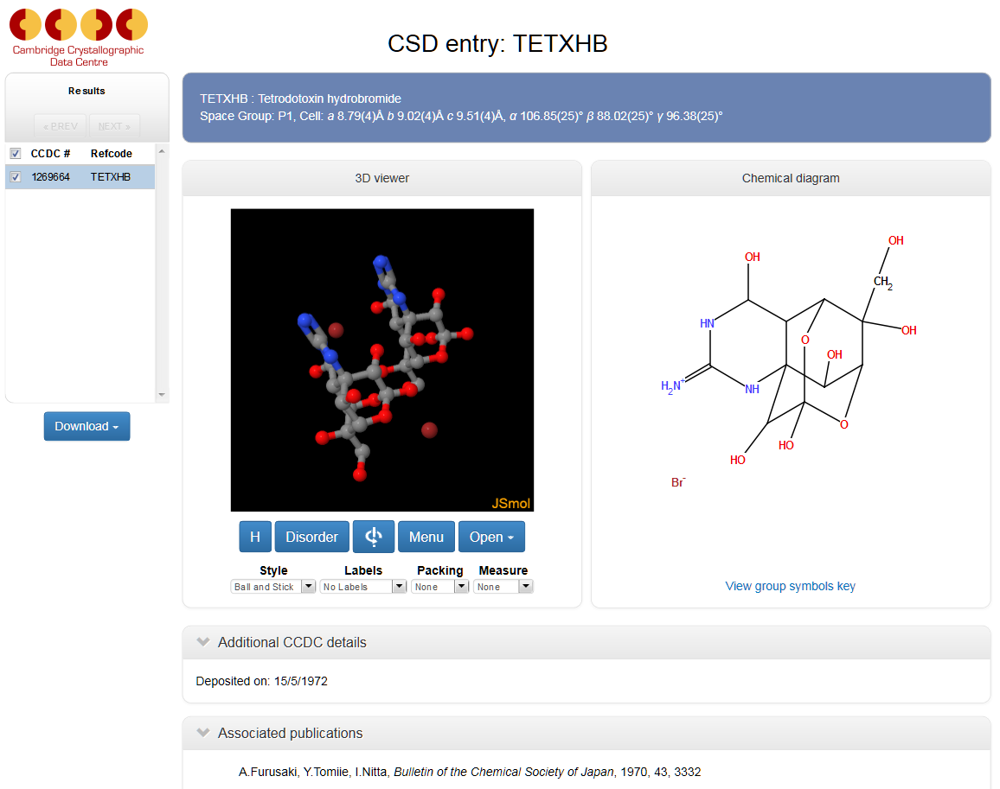 Cambridge Crystallographic
Data Centre
CSD entry: TETXHB
Results
« PREV
NEXT »
CCDC # Refcode
1269664 TETXHB
Download
TETXHB : Tetrodotoxin hydrobromide
Space Group: P1, Cell: a 8.79(4)Å b 9.02(4)Å c 9.51(4)Å, α 106.85(25)° β 88.02(25)° γ 96.38(25)°
3D viewer
JSmol
H Disorder Menu Open
Style Labels Packing Measure
Ball and Stick No Labels None None
Chemical diagram
OH
OH
CH2
HN
OH
O
OH
H2N+
NH
O
HO
HO
Br-
View group symbols key
Additional CCDC details
Deposited on: 15/5/1972
Associated publications
A.Furusaki, Y.Tomiie, I.Nitta, Bulletin of the Chemical Society of Japan, 1970, 43, 3332